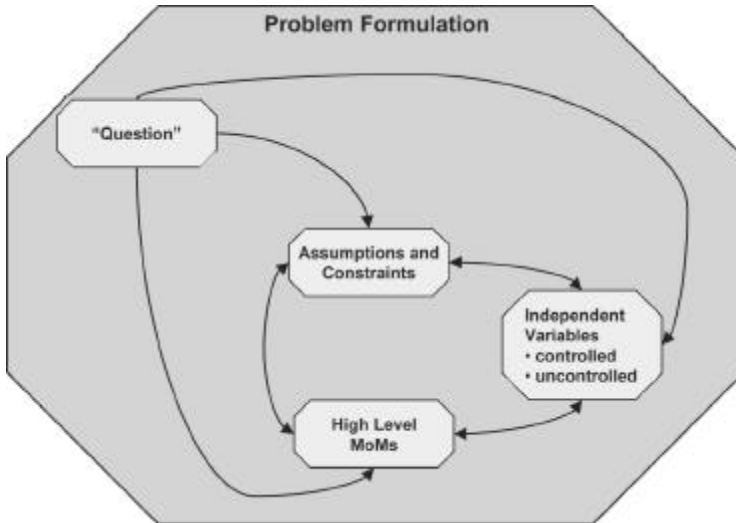 Problem Formulation
"Question"
Assumptions and
Constraints
Independent
Variables
• controlled
• uncontrolled
High Level
MoMs